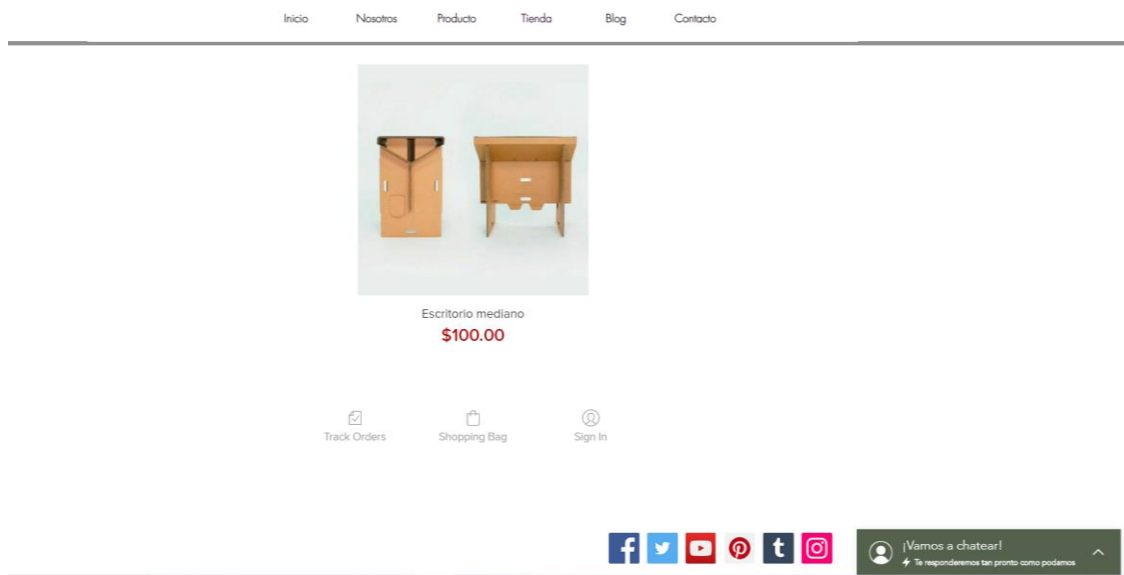 Inicio Nosotros Producto Tienda Blog Contacto
Escritorio mediano
$100.00
Track Orders Shopping Bag Sign In
¡Vamos a chatear!
Te responderemos tan pronto como podamos